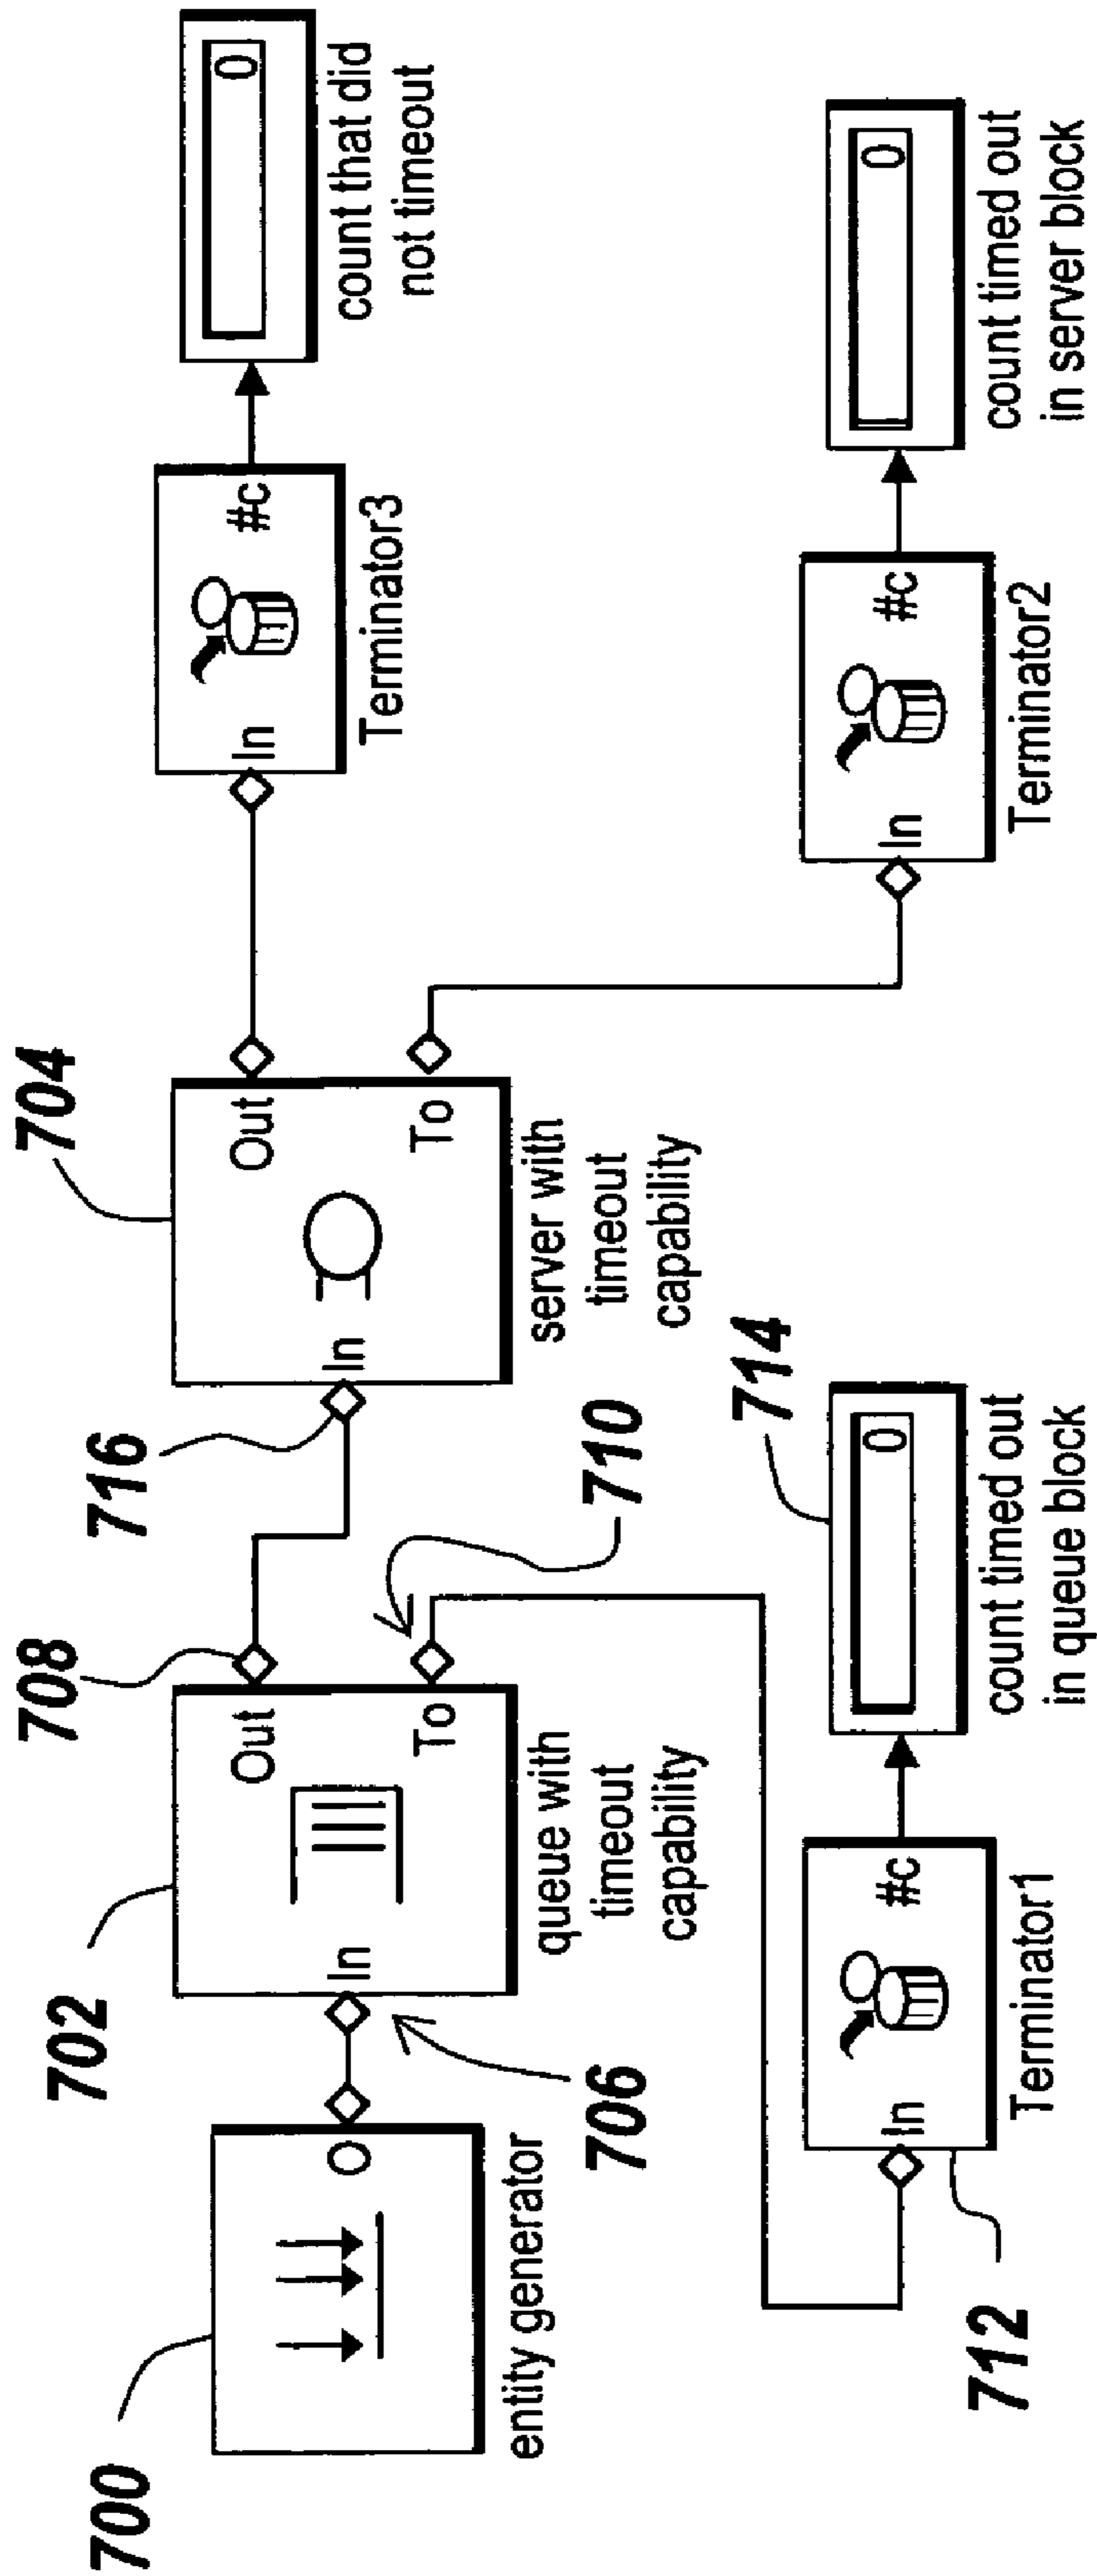 700
O
entity generator
702
In
Out
To
queue with
timeout
capability
706
708
710
716
704
In
Out
To
server with
timeout
capability
In
#c
Terminator3
0
count that did
not timeout
In
#c
Terminator2
0
count timed out
in server block
712
In
#c
Terminator1
714
0
count timed out
in queue block